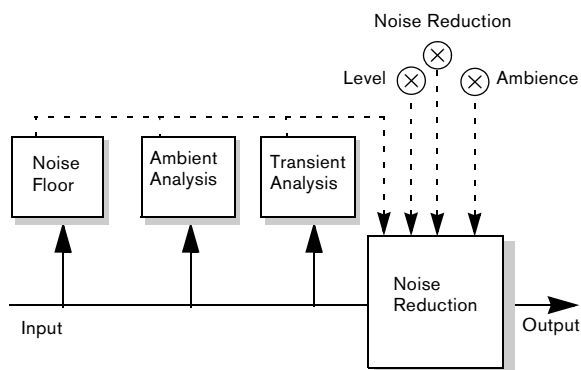 Noise Reduction
Level
Ambience
Noise
Floor
Ambient
Analysis
Transient
Analysis
Noise
Reduction
Input
Output